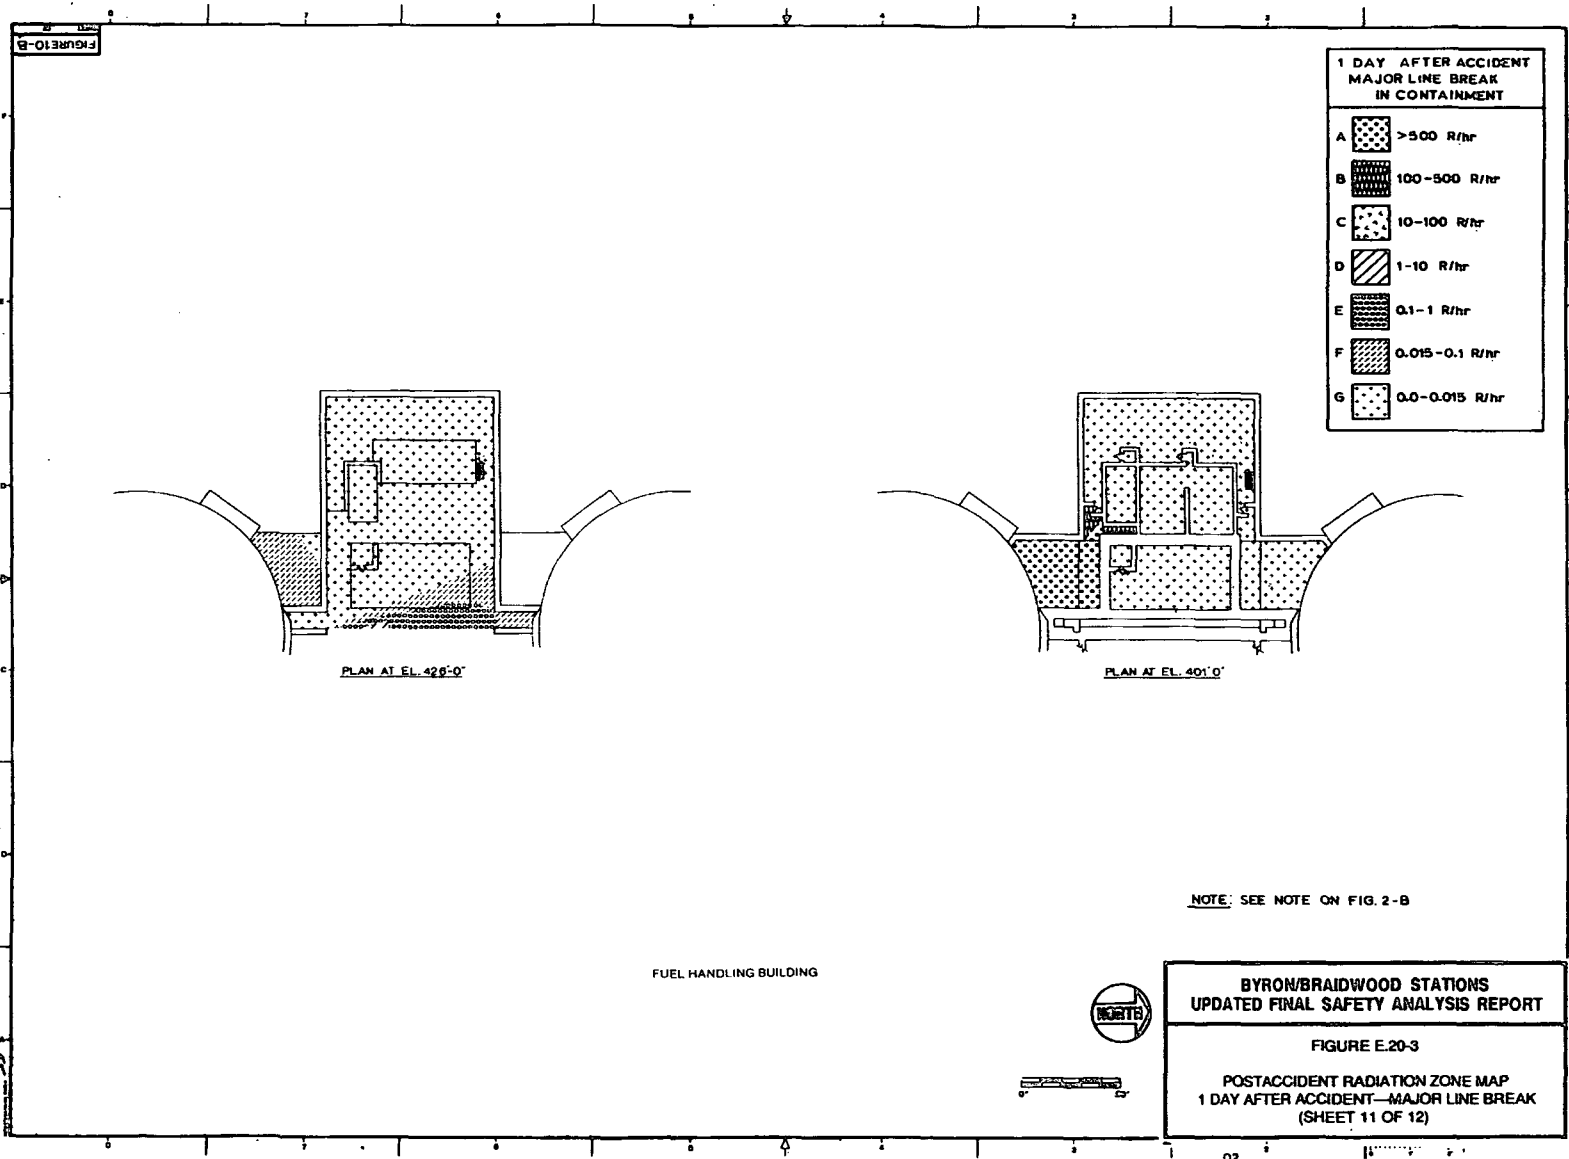 FIGURE10-B
1 DAY AFTER ACCIDENT
MAJOR LINE BREAK
IN CONTAINMENT
A >500 R/hr
B 100-500 R/hr
C 10-100 R/hr
D 1-10 R/hr
E 0.1-1 R/hr
F 0.015-0.1 R/hr
G 0.0-0.015 R/hr
PLAN AT EL. 426'-0"
PLAN AT EL. 401'0"
NOTE: SEE NOTE ON FIG. 2-B
FUEL HANDLING BUILDING
NORTH
BYRON/BRAIDWOOD STATIONS
UPDATED FINAL SAFETY ANALYSIS REPORT
FIGURE E.20-3
POSTACCIDENT RADIATION ZONE MAP
1 DAY AFTER ACCIDENT—MAJOR LINE BREAK
(SHEET 11 OF 12)